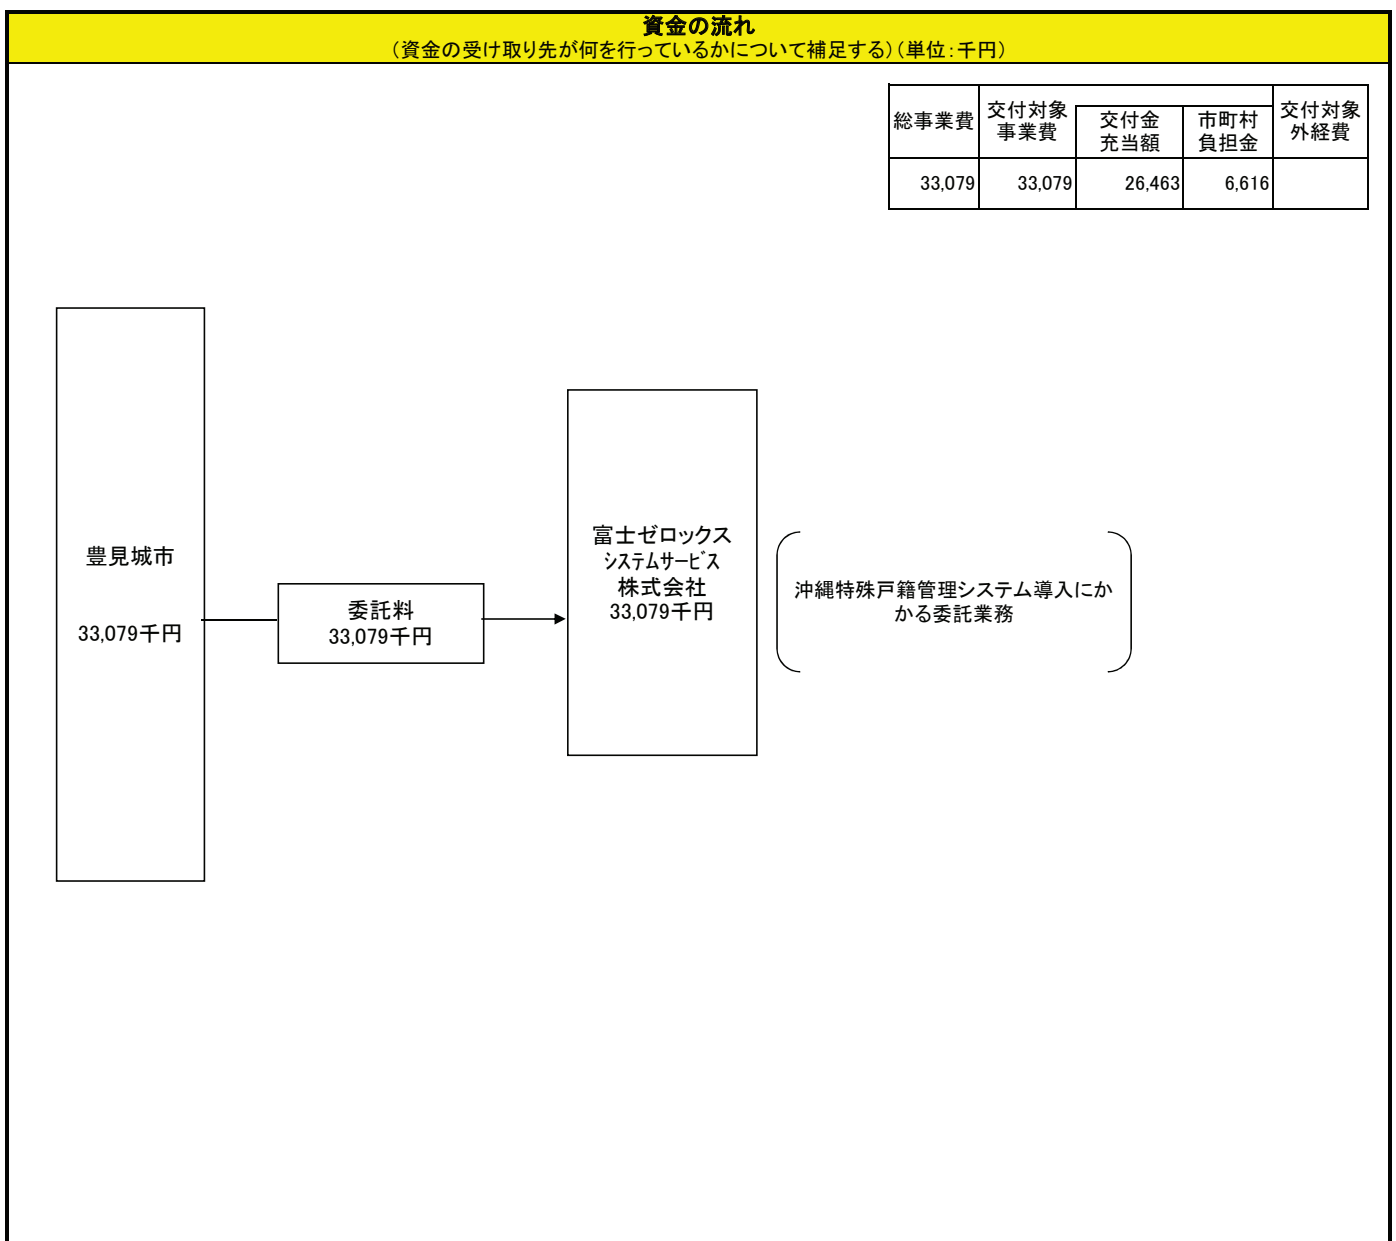 資金の流れ
（資金の受け取り先が何を行っているかについて補足する）（単位：千円）
総事業費
交付対象
事業費
交付金
充当額
市町村
負担金
交付対象
外経費
33,079
33,079
26,463
6,616
豊見城市
33,079千円
委託料
33,079千円
富士ゼロックス
ｼｽﾃﾑｻｰﾋﾞｽ
株式会社
33,079千円
沖縄特殊戸籍管理システム導入にか
かる委託業務